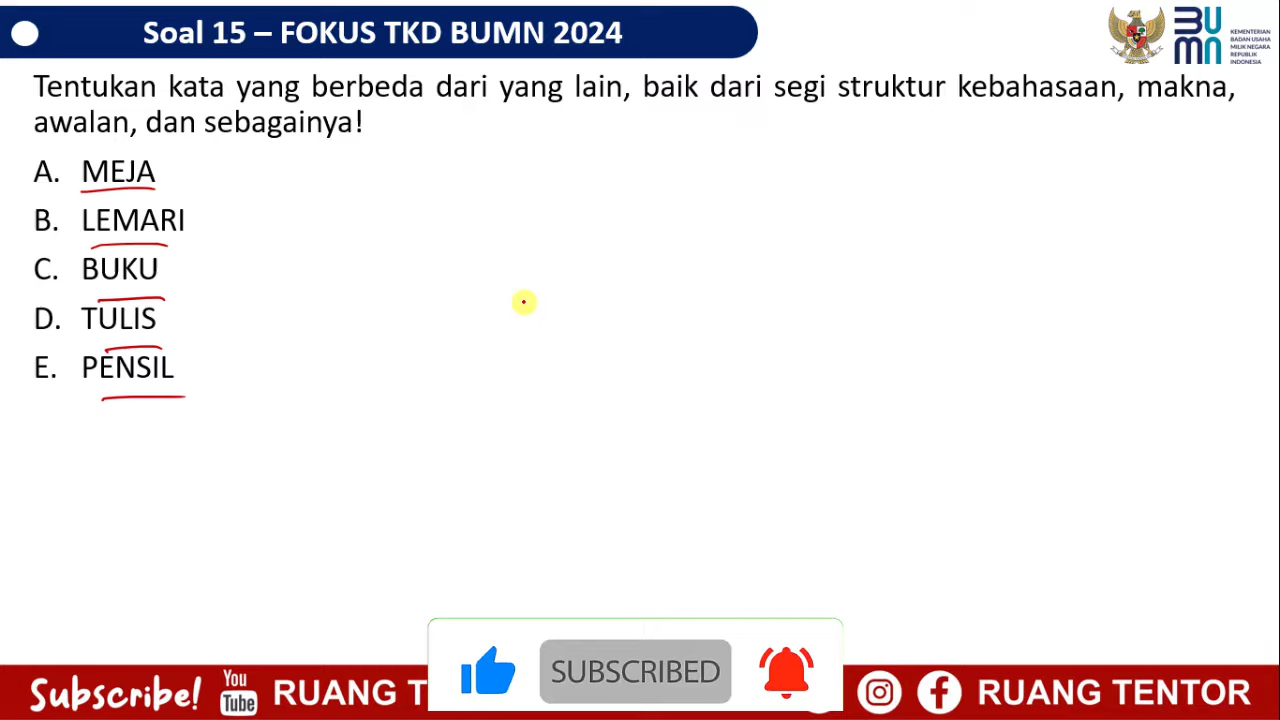 Soal 15 – FOKUS TKD BUMN 2024
BUMN
KEMENTERIAN
BADAN USAHA
MILIK NEGARA
REPUBLIK
INDONESIA
Tentukan kata yang berbeda dari yang lain, baik dari segi struktur kebahasaan, makna,
awalan, dan sebagainya!
A. MEJA
B. LEMARI
C. BUKU
D. TULIS
E. PENSIL
SUBSCRIBED
Subscribe! You Tube RUANG T
RUANG TENTOR